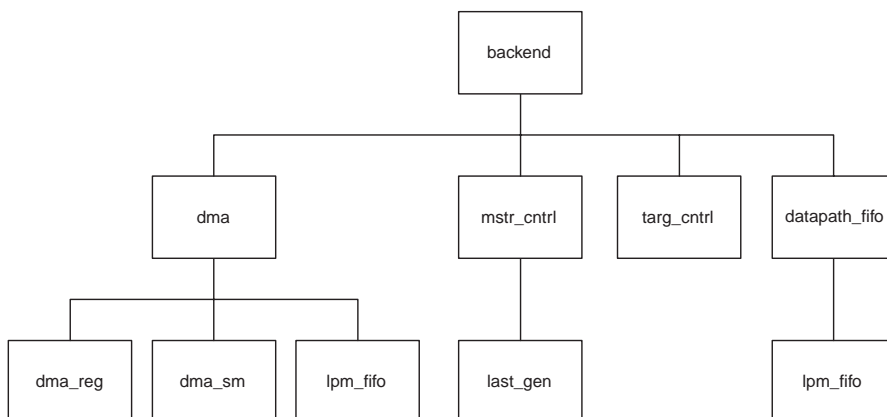 backend
dma
mstr_cntrl
targ_cntrl
datapath_fifo
dma_reg
dma_sm
lpm_fifo
last_gen
lpm_fifo